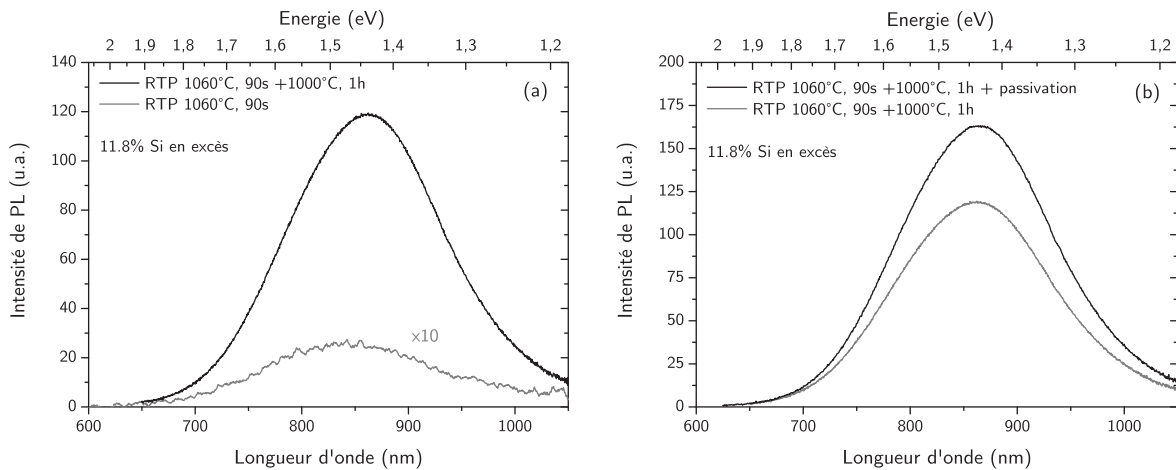 Energie (eV)
2 1,9 1,8 1,7 1,6 1,5 1,4 1,3 1,2
140
120
100
80
60
40
20
0
Intensité de PL (u.a.)
RTP 1060°C, 90s +1000°C, 1h
RTP 1060°C, 90s
(a)
11.8% Si en excès
x10
600 700 800 900 1000
Longueur d'onde (nm)
Energie (eV)
2 1,9 1,8 1,7 1,6 1,5 1,4 1,3 1,2
200
175
150
125
100
75
50
25
0
Intensité de PL (u.a.)
RTP 1060°C, 90s +1000°C, 1h + passivation
RTP 1060°C, 90s +1000°C, 1h
(b)
11.8% Si en excès
600 700 800 900 1000
Longueur d'onde (nm)